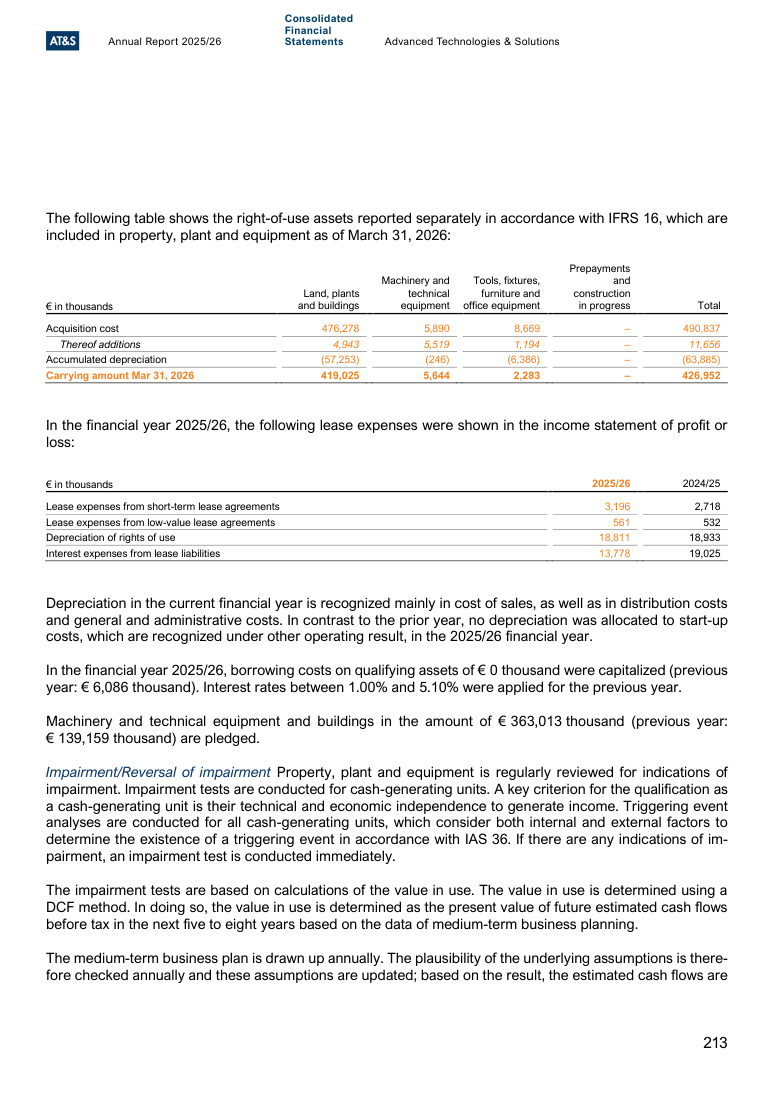 Consolidated
Financial
Statements
AT&S Annual Report 2025/26 Advanced Technologies & Solutions
The following table shows the right-of-use assets reported separately in accordance with IFRS 16, which are
included in property, plant and equipment as of March 31, 2026:
€ in thousands Land, plants and buildings Machinery and technical equipment Tools, fixtures, furniture and office equipment Prepayments and construction in progress Total
Acquisition cost 476,278 5,890 8,669 – 490,837
Thereof additions 4,943 5,519 1,194 – 11,656
Accumulated depreciation (57,253) (246) (6,386) – (63,885)
Carrying amount Mar 31, 2026 419,025 5,644 2,283 – 426,952
In the financial year 2025/26, the following lease expenses were shown in the income statement of profit or
loss:
€ in thousands 2025/26 2024/25
Lease expenses from short-term lease agreements 3,196 2,718
Lease expenses from low-value lease agreements 561 532
Depreciation of rights of use 18,811 18,933
Interest expenses from lease liabilities 13,778 19,025
Depreciation in the current financial year is recognized mainly in cost of sales, as well as in distribution costs
and general and administrative costs. In contrast to the prior year, no depreciation was allocated to start-up
costs, which are recognized under other operating result, in the 2025/26 financial year.
In the financial year 2025/26, borrowing costs on qualifying assets of € 0 thousand were capitalized (previous
year: € 6,086 thousand). Interest rates between 1.00% and 5.10% were applied for the previous year.
Machinery and technical equipment and buildings in the amount of € 363,013 thousand (previous year:
€ 139,159 thousand) are pledged.
Impairment/Reversal of impairment Property, plant and equipment is regularly reviewed for indications of
impairment. Impairment tests are conducted for cash-generating units. A key criterion for the qualification as
a cash-generating unit is their technical and economic independence to generate income. Triggering event
analyses are conducted for all cash-generating units, which consider both internal and external factors to
determine the existence of a triggering event in accordance with IAS 36. If there are any indications of im-
pairment, an impairment test is conducted immediately.
The impairment tests are based on calculations of the value in use. The value in use is determined using a
DCF method. In doing so, the value in use is determined as the present value of future estimated cash flows
before tax in the next five to eight years based on the data of medium-term business planning.
The medium-term business plan is drawn up annually. The plausibility of the underlying assumptions is there-
fore checked annually and these assumptions are updated; based on the result, the estimated cash flows are
213